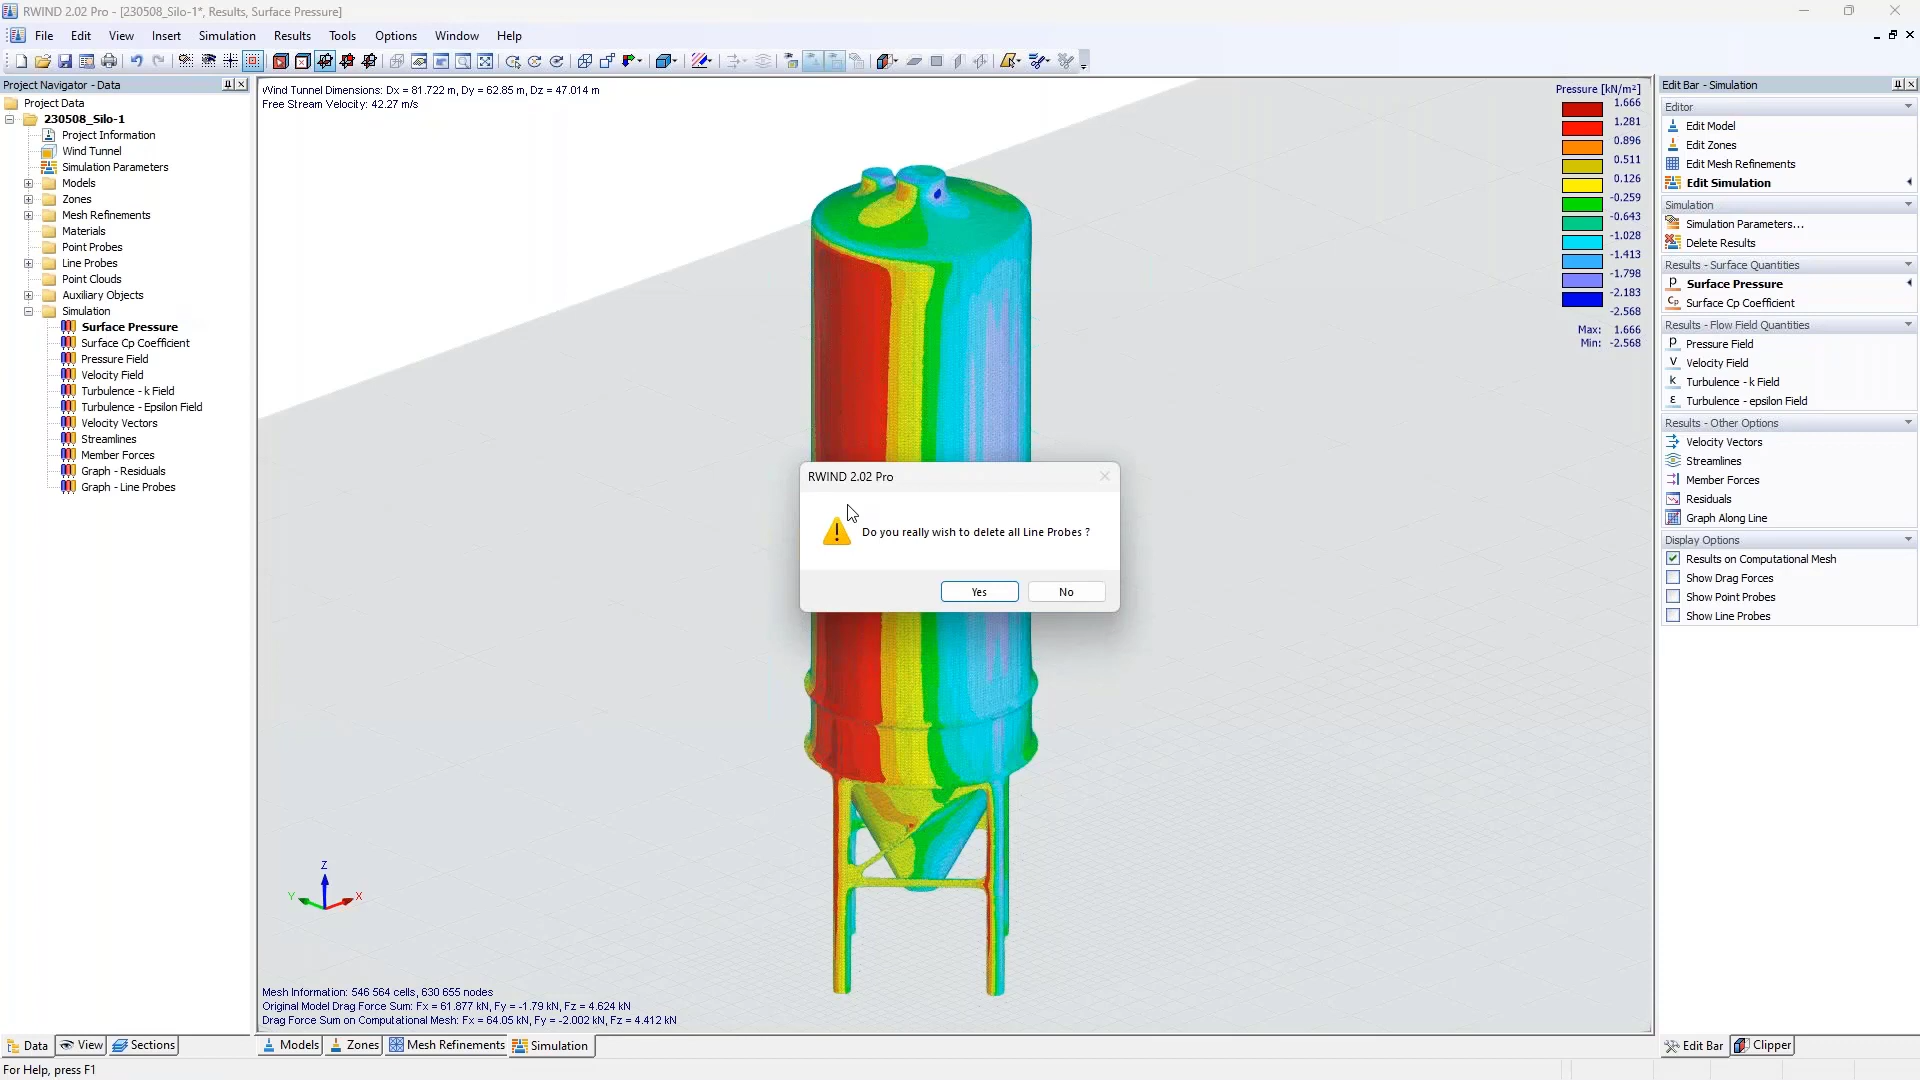 RWIND 2.02 Pro - [230508_Silo-1*, Results, Surface Pressure]
File Edit View Insert Simulation Results Tools Options Window Help
Project Navigator - Data
Project Data
230508_Silo-1
Project Information
Wind Tunnel
Simulation Parameters
Models
Zones
Mesh Refinements
Materials
Point Probes
Line Probes
Point Clouds
Auxiliary Objects
Simulation
Surface Pressure
Surface Cp Coefficient
Pressure Field
Velocity Field
Turbulence - k Field
Turbulence - Epsilon Field
Velocity Vectors
Streamlines
Member Forces
Graph - Residuals
Graph - Line Probes
Data View Sections
For Help, press F1
Wind Tunnel Dimensions: Dx = 81.722 m, Dy = 62.85 m, Dz = 47.014 m
Free Stream Velocity: 42.27 m/s
Pressure [kN/m²]
1.666
1.281
0.896
0.511
0.126
-0.259
-0.643
-1.028
-1.413
-1.798
-2.183
-2.568
Max: 1.666
Min: -2.568
RWIND 2.02 Pro
Do you really wish to delete all Line Probes ?
Yes No
Z
Y X
Mesh Information: 546 564 cells, 630 655 nodes
Original Model Drag Force Sum: Fx = 61.877 kN, Fy = -1.79 kN, Fz = 4.624 kN
Drag Force Sum on Computational Mesh: Fx = 64.05 kN, Fy = -2.002 kN, Fz = 4.412 kN
Models Zones Mesh Refinements Simulation
Edit Bar - Simulation
Editor
Edit Model
Edit Zones
Edit Mesh Refinements
Edit Simulation
Simulation
Simulation Parameters...
Delete Results
Results - Surface Quantities
p Surface Pressure
Cp Surface Cp Coefficient
Results - Flow Field Quantities
p Pressure Field
v Velocity Field
k Turbulence - k Field
ε Turbulence - epsilon Field
Results - Other Options
Velocity Vectors
Streamlines
Member Forces
Residuals
Graph Along Line
Display Options
Results on Computational Mesh
Show Drag Forces
Show Point Probes
Show Line Probes
Edit Bar Clipper